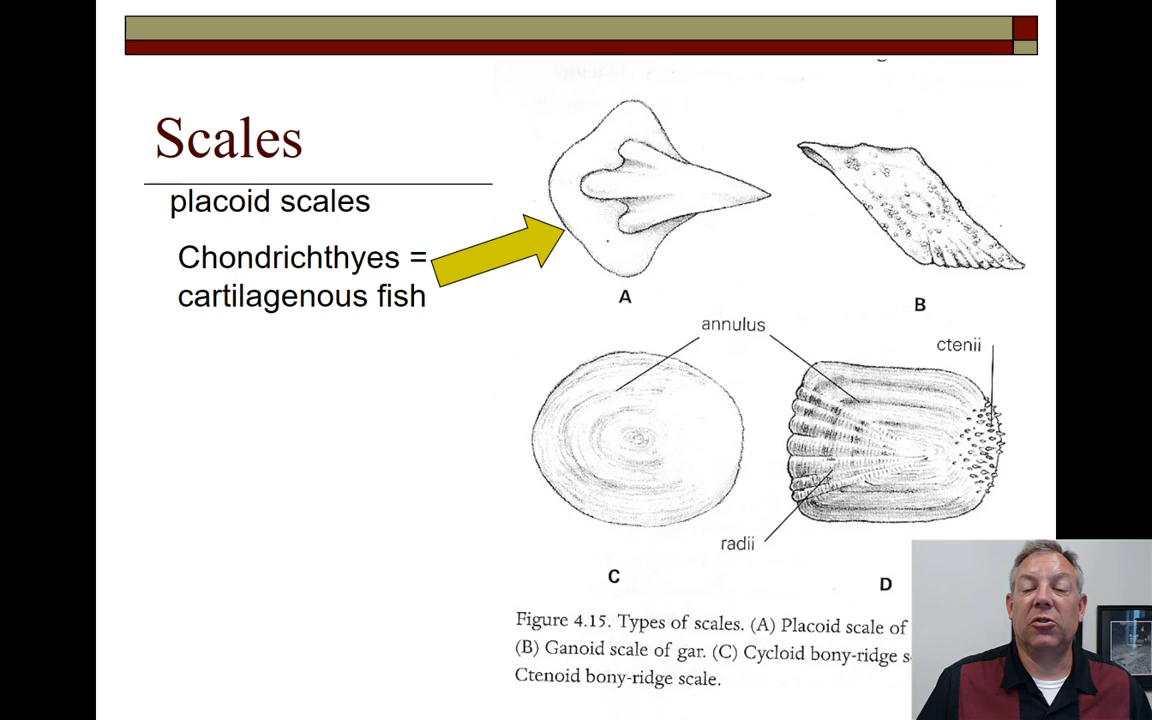 Scales
placoid scales
Chondrichthyes =
cartilagenous fish
A
B
annulus
ctenii
radii
C
D
Figure 4.15. Types of scales. (A) Placoid scale of
(B) Ganoid scale of gar. (C) Cycloid bony-ridge
Ctenoid bony-ridge scale.